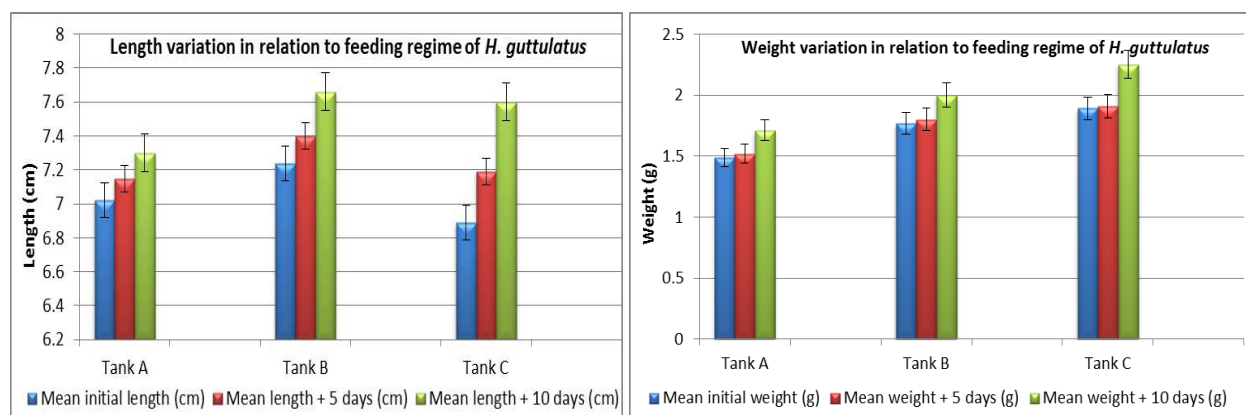 Length variation in relation to feeding regime of H. guttulatus
8
7.8
7.6
7.4
7.2
7
6.8
6.6
6.4
6.2
Length (cm)
Tank A Tank B Tank C
Mean initial length (cm) Mean length + 5 days (cm) Mean length + 10 days (cm)
Weight variation in relation to feeding regime of H. guttulatus
2.5
2
1.5
1
0.5
0
Weight (g)
Tank A Tank B Tank C
Mean initial weight (g) Mean weight + 5 days (g) Mean weight + 10 days (g)